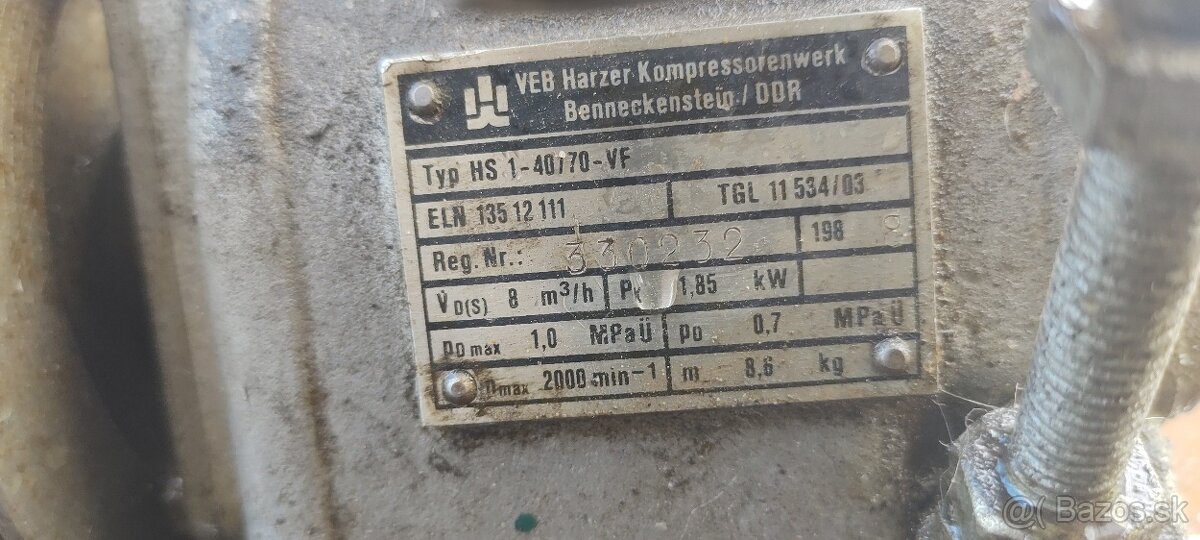 VEB Harzer Kompressorenwerk
Benneckenstein / DDR
Typ HS 1-40/70-VF
ELN 135 12 111 TGL 11 534/03
Reg. Nr.: 330232 198 8
V̇D(S) 8 m³/h 1,85 kW
pD max 1,0 MPaÜ pD 0,7 MPaÜ
nmax 2000 min-1 m 8,6 kg
@( Bazos.sk